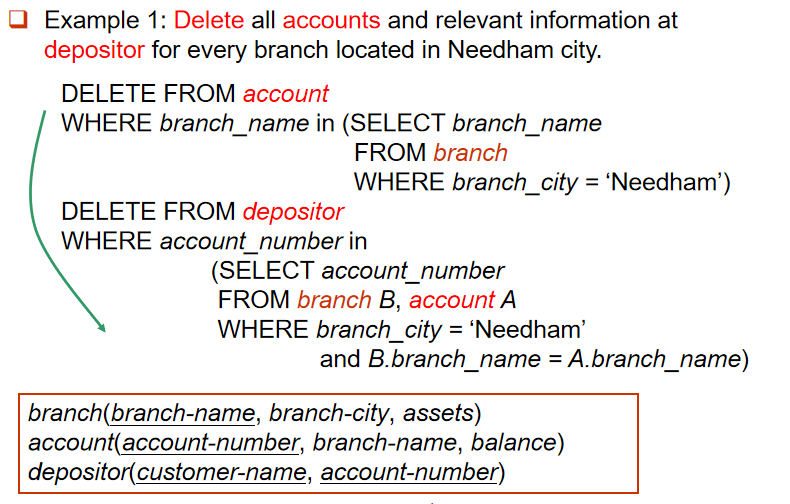 Example 1: Delete all accounts and relevant information at
depositor for every branch located in Needham city.
DELETE FROM account
WHERE branch_name in (SELECT branch_name
FROM branch
WHERE branch_city = ‘Needham’)
DELETE FROM depositor
WHERE account_number in
(SELECT account_number
FROM branch B, account A
WHERE branch_city = ‘Needham’
and B.branch_name = A.branch_name)
branch(branch-name, branch-city, assets)
account(account-number, branch-name, balance)
depositor(customer-name, account-number)